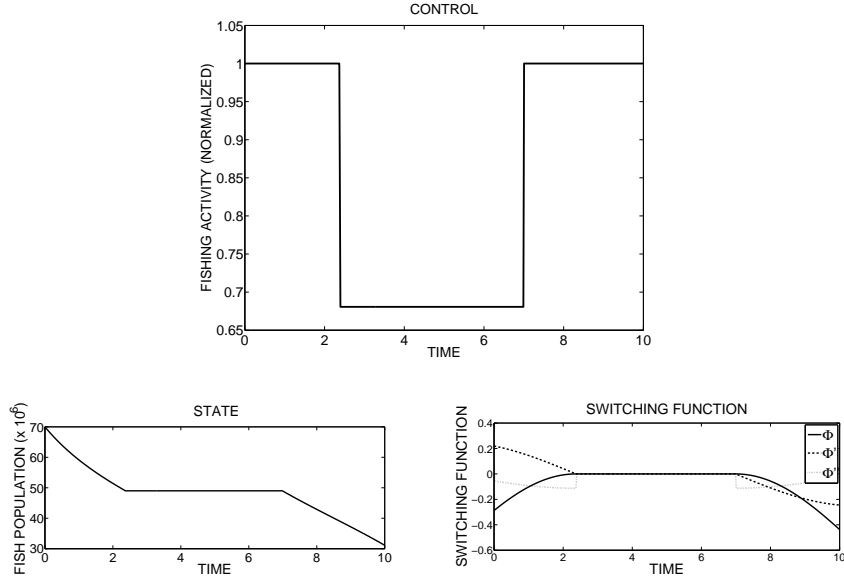 CONTROL
FISHING ACTIVITY (NORMALIZED)
1.05
1
0.95
0.9
0.85
0.8
0.75
0.7
0.65
0 2 4 6 8 10
TIME
STATE
FISH POPULATION (x 10^6)
70
60
50
40
30
0 2 4 6 8 10
TIME
SWITCHING FUNCTION
SWITCHING FUNCTION
0.4
0.2
0
−0.2
−0.4
−0.6
0 2 4 6 8 10
TIME
Φ
Φ'
Φ''